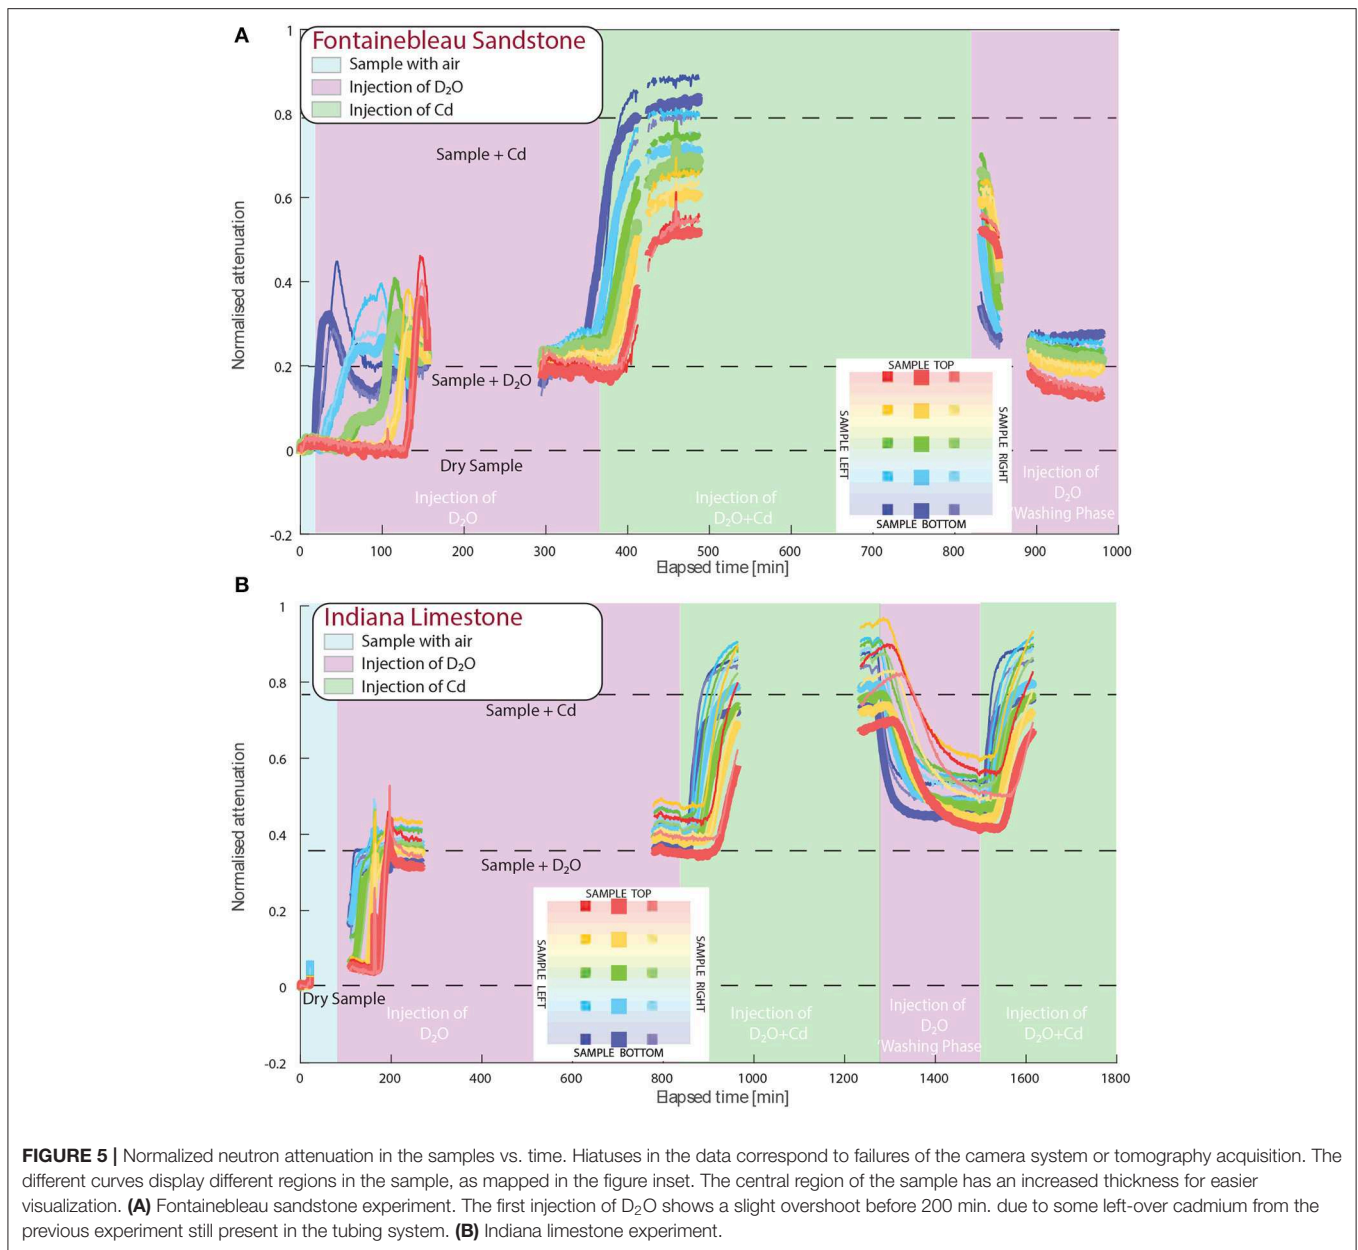 A
Fontainebleau Sandstone
Sample with air
Injection of D₂O
Injection of Cd
1
0.8
0.6
0.4
0.2
0
-0.2
Normalised attenuation
Sample + Cd
Sample + D₂O
Dry Sample
Injection of
D₂O
Injection of
D₂O+Cd
Injection of
D₂O
'Washing Phase
SAMPLE TOP
SAMPLE LEFT
SAMPLE RIGHT
SAMPLE BOTTOM
0 100 200 300 400 500 600 700 800 900 1000
Elapsed time [min]
B
Indiana Limestone
Sample with air
Injection of D₂O
Injection of Cd
1
0.8
0.6
0.4
0.2
0
-0.2
Normalised attenuation
Sample + Cd
Sample + D₂O
Dry Sample
Injection of
D₂O
Injection of
D₂O+Cd
Injection of
D₂O
'Washing Phase
Injection of
D₂O+Cd
SAMPLE TOP
SAMPLE LEFT
SAMPLE RIGHT
SAMPLE BOTTOM
0 200 400 600 800 1000 1200 1400 1600 1800
Elapsed time [min]
FIGURE 5 | Normalized neutron attenuation in the samples vs. time. Hiatuses in the data correspond to failures of the camera system or tomography acquisition. The
different curves display different regions in the sample, as mapped in the figure inset. The central region of the sample has an increased thickness for easier
visualization. (A) Fontainebleau sandstone experiment. The first injection of D₂O shows a slight overshoot before 200 min. due to some left-over cadmium from the
previous experiment still present in the tubing system. (B) Indiana limestone experiment.